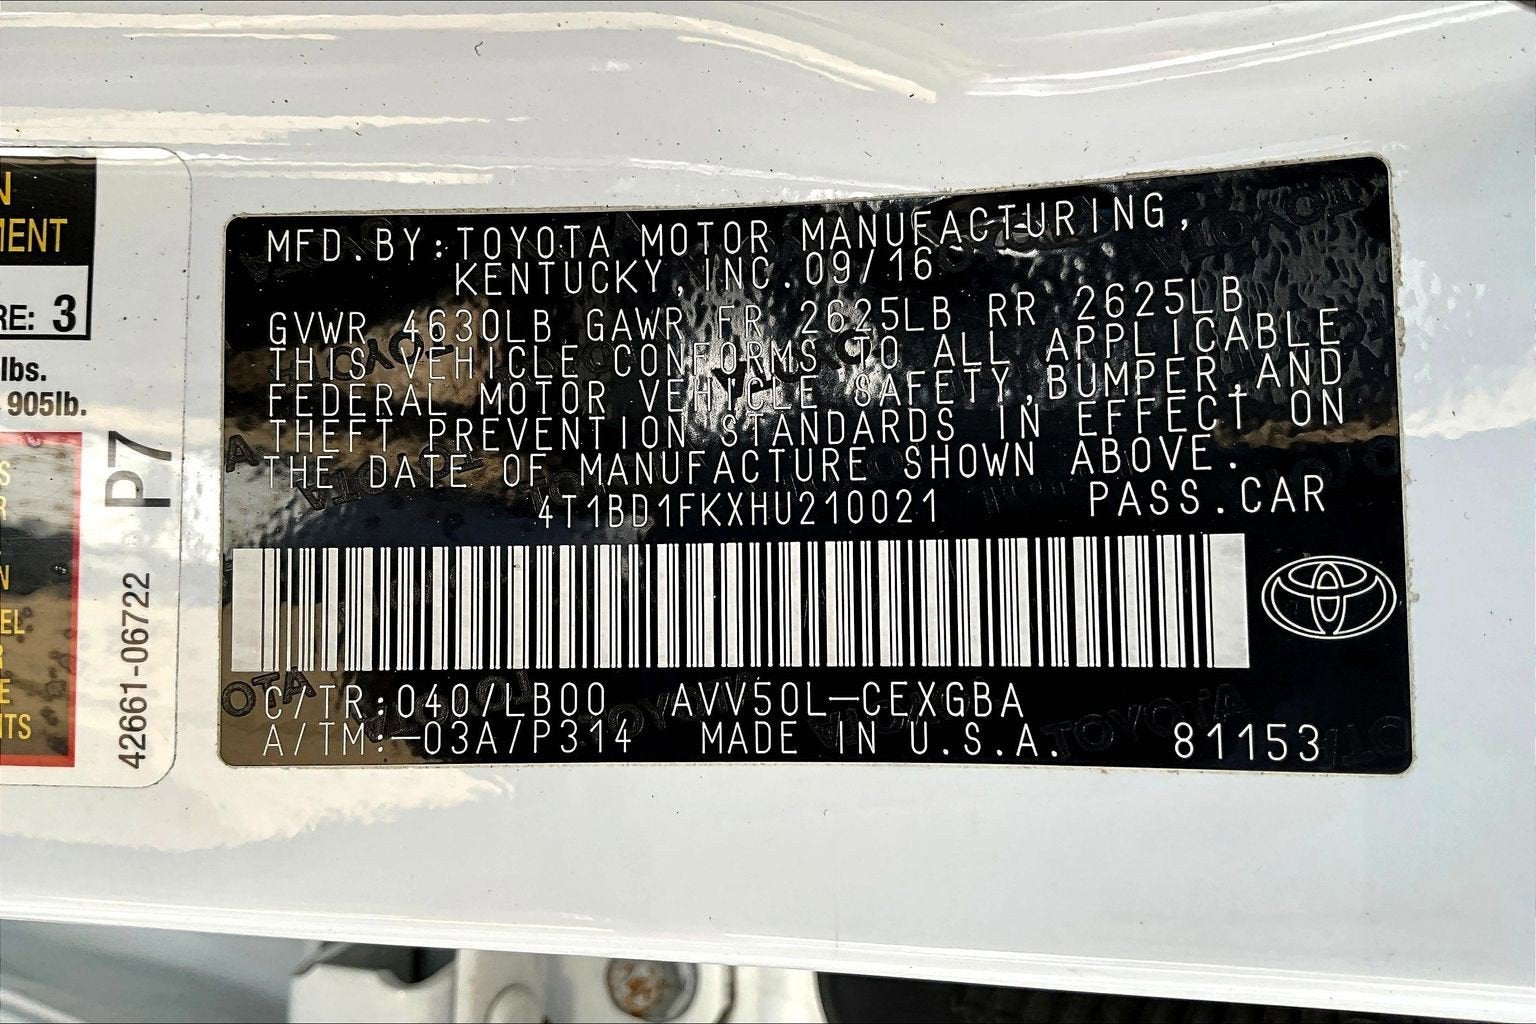 N
MENT
RE: 3
lbs.
905lb.
S
R
N
EL
R
E
NTS
42661-06722 P7
MFD.BY:TOYOTA MOTOR MANUFACTURING,
KENTUCKY,INC.09/16
GVWR 4630LB GAWR FR 2625LB RR 2625LB
THIS VEHICLE CONFORMS TO ALL APPLICABLE
FEDERAL MOTOR VEHICLE SAFETY,BUMPER,AND
THEFT PREVENTION STANDARDS IN EFFECT ON
THE DATE OF MANUFACTURE SHOWN ABOVE.
4T1BD1FKXHU210021 PASS.CAR
C/TR:040/LB00 AVV50L-CEXGBA
A/TM:-03A/P314 MADE IN U.S.A. 81153